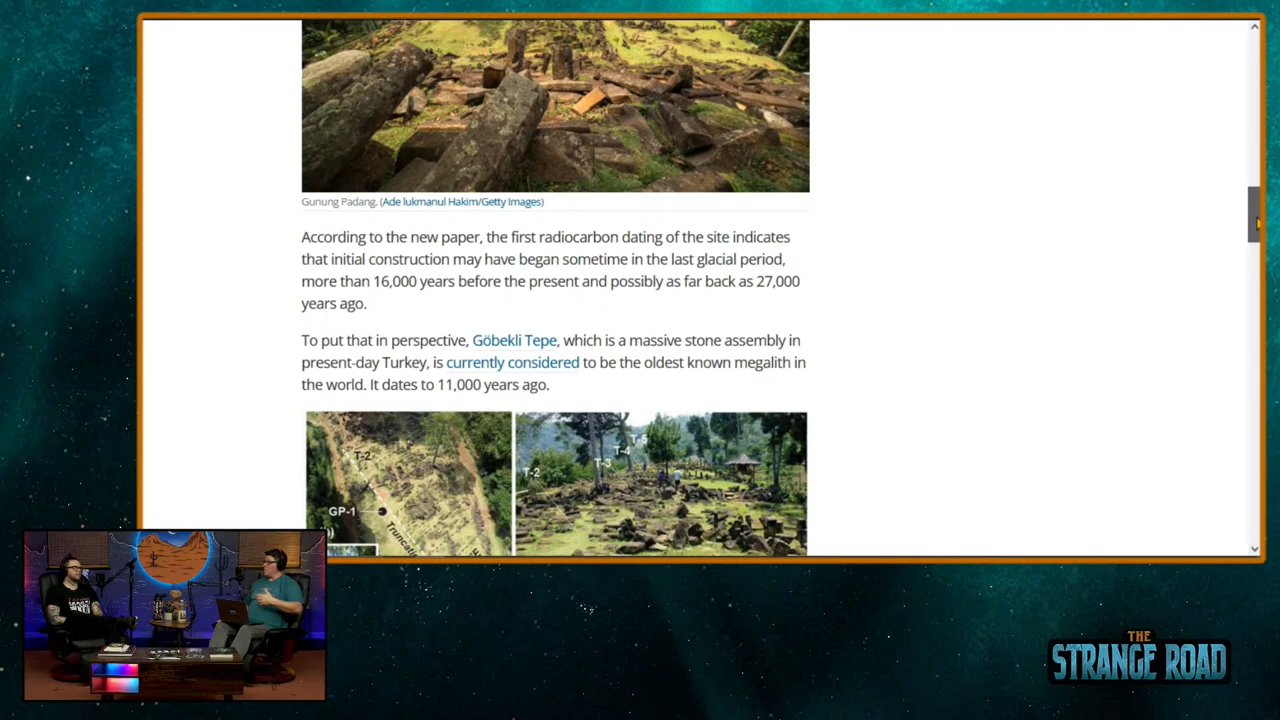 Gunung Padang. (Ade lukmanul Hakim/Getty Images)
According to the new paper, the first radiocarbon dating of the site indicates
that initial construction may have began sometime in the last glacial period,
more than 16,000 years before the present and possibly as far back as 27,000
years ago.
To put that in perspective, Göbekli Tepe, which is a massive stone assembly in
present-day Turkey, is currently considered to be the oldest known megalith in
the world. It dates to 11,000 years ago.
T-2
GP-1
T-5
T-4
T-3
T-2
THE
STRANGE ROAD